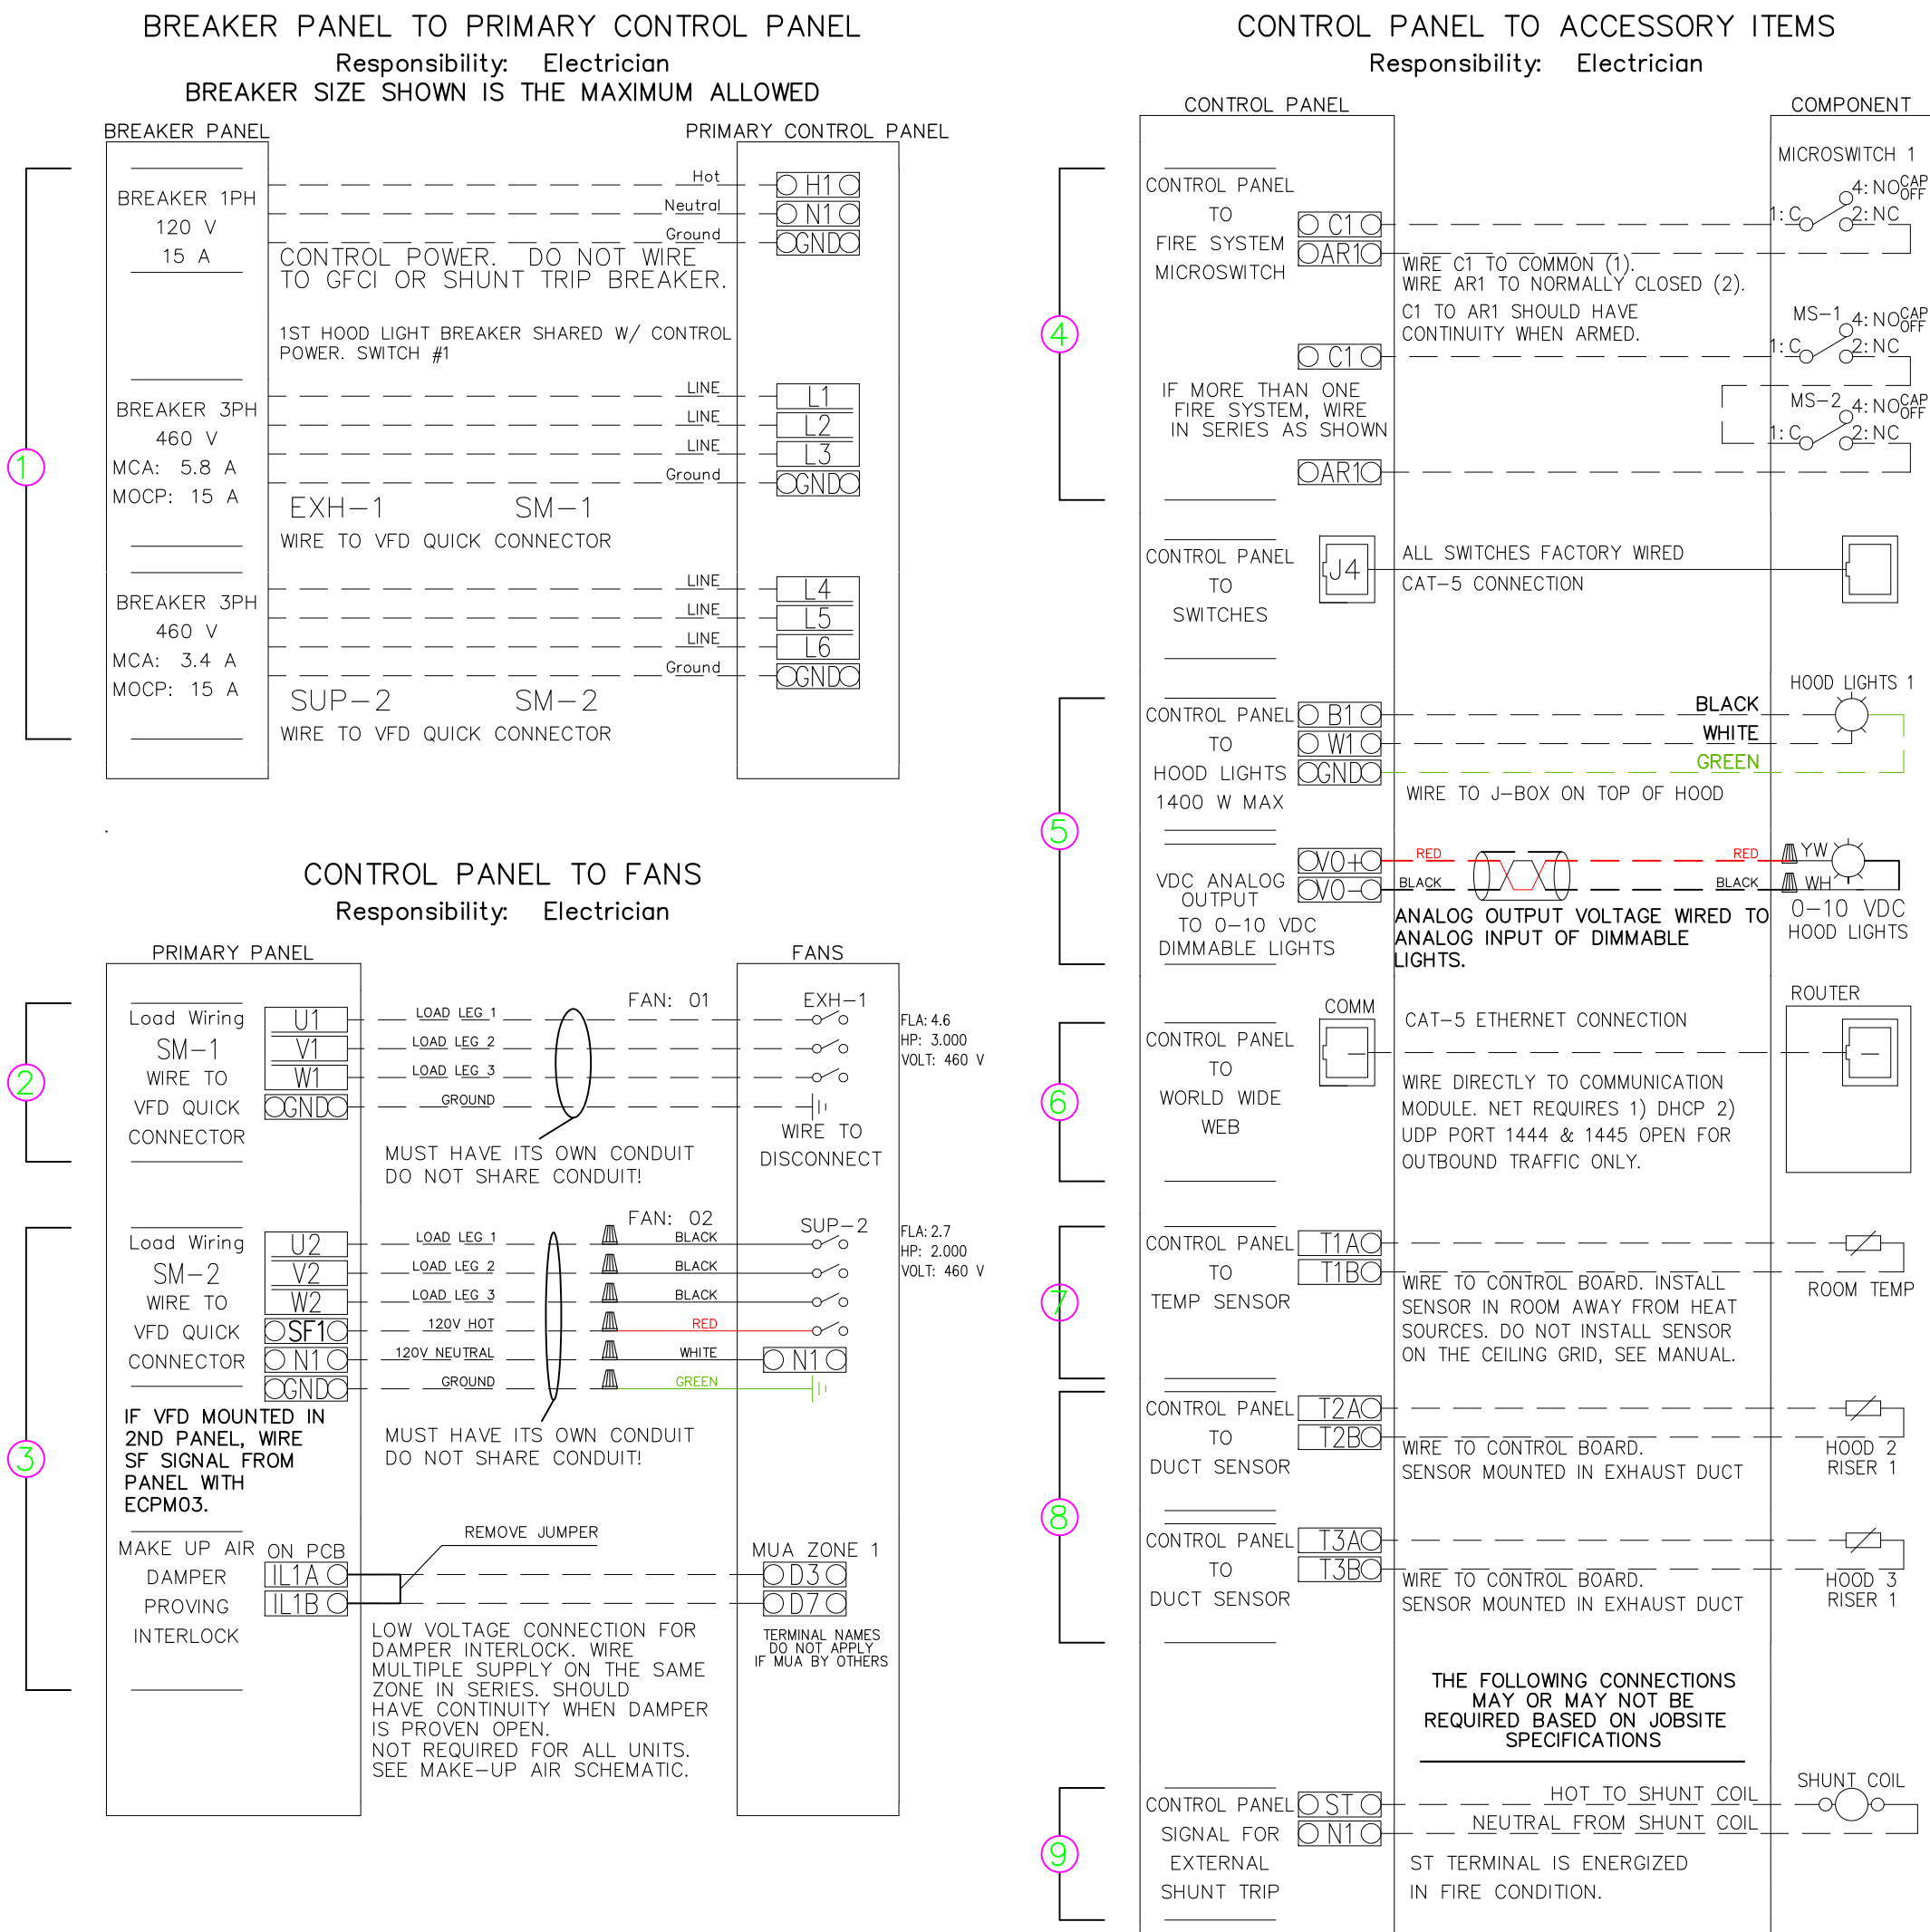 BREAKER PANEL TO PRIMARY CONTROL PANEL
Responsibility: Electrician
BREAKER SIZE SHOWN IS THE MAXIMUM ALLOWED
BREAKER PANEL
PRIMARY CONTROL PANEL
1
BREAKER 1PH
120 V
15 A
Hot
H1
Neutral
N1
Ground
GND
CONTROL POWER. DO NOT WIRE
TO GFCI OR SHUNT TRIP BREAKER.
1ST HOOD LIGHT BREAKER SHARED W/ CONTROL
POWER. SWITCH #1
BREAKER 3PH
460 V
MCA: 5.8 A
MOCP: 15 A
LINE
L1
LINE
L2
LINE
L3
Ground
GND
EXH-1 SM-1
WIRE TO VFD QUICK CONNECTOR
BREAKER 3PH
460 V
MCA: 3.4 A
MOCP: 15 A
LINE
L4
LINE
L5
LINE
L6
Ground
GND
SUP-2 SM-2
WIRE TO VFD QUICK CONNECTOR
CONTROL PANEL TO FANS
Responsibility: Electrician
PRIMARY PANEL
FANS
2
Load Wiring
SM-1
WIRE TO
VFD QUICK
CONNECTOR
U1
V1
W1
GND
LOAD LEG 1
LOAD LEG 2
LOAD LEG 3
GROUND
FAN: 01
EXH-1
FLA: 4.6
HP: 3.000
VOLT: 460 V
WIRE TO
DISCONNECT
MUST HAVE ITS OWN CONDUIT
DO NOT SHARE CONDUIT!
3
Load Wiring
SM-2
WIRE TO
VFD QUICK
CONNECTOR
U2
V2
W2
SF1
N1
GND
LOAD LEG 1
LOAD LEG 2
LOAD LEG 3
120V HOT
120V NEUTRAL
GROUND
FAN: 02
BLACK
BLACK
BLACK
RED
WHITE
GREEN
SUP-2
N1
FLA: 2.7
HP: 2.000
VOLT: 460 V
IF VFD MOUNTED IN
2ND PANEL, WIRE
SF SIGNAL FROM
PANEL WITH
ECPM03.
MUST HAVE ITS OWN CONDUIT
DO NOT SHARE CONDUIT!
MAKE UP AIR
DAMPER
PROVING
INTERLOCK
ON PCB
IL1A
IL1B
REMOVE JUMPER
MUA ZONE 1
D3
D7
TERMINAL NAMES
DO NOT APPLY
IF MUA BY OTHERS
LOW VOLTAGE CONNECTION FOR
DAMPER INTERLOCK. WIRE
MULTIPLE SUPPLY ON THE SAME
ZONE IN SERIES. SHOULD
HAVE CONTINUITY WHEN DAMPER
IS PROVEN OPEN.
NOT REQUIRED FOR ALL UNITS.
SEE MAKE-UP AIR SCHEMATIC.
CONTROL PANEL TO ACCESSORY ITEMS
Responsibility: Electrician
CONTROL PANEL
COMPONENT
4
CONTROL PANEL
TO
FIRE SYSTEM
MICROSWITCH
C1
AR1
MICROSWITCH 1
4: NO
CAP
OFF
1: C
2: NC
WIRE C1 TO COMMON (1).
WIRE AR1 TO NORMALLY CLOSED (2).
C1 TO AR1 SHOULD HAVE
CONTINUITY WHEN ARMED.
C1
MS-1
4: NO
CAP
OFF
1: C
2: NC
IF MORE THAN ONE
FIRE SYSTEM, WIRE
IN SERIES AS SHOWN
MS-2
4: NO
CAP
OFF
1: C
2: NC
AR1
CONTROL PANEL
TO
SWITCHES
J4
ALL SWITCHES FACTORY WIRED
CAT-5 CONNECTION
5
CONTROL PANEL
TO
HOOD LIGHTS
1400 W MAX
B1
W1
GND
BLACK
WHITE
GREEN
HOOD LIGHTS 1
WIRE TO J-BOX ON TOP OF HOOD
VDC ANALOG
OUTPUT
TO 0-10 VDC
DIMMABLE LIGHTS
V0+
V0-
RED
BLACK
RED
BLACK
YW
WH
0-10 VDC
HOOD LIGHTS
ANALOG OUTPUT VOLTAGE WIRED TO
ANALOG INPUT OF DIMMABLE
LIGHTS.
6
CONTROL PANEL
TO
WORLD WIDE
WEB
COMM
CAT-5 ETHERNET CONNECTION
ROUTER
WIRE DIRECTLY TO COMMUNICATION
MODULE. NET REQUIRES 1) DHCP 2)
UDP PORT 1444 & 1445 OPEN FOR
OUTBOUND TRAFFIC ONLY.
7
CONTROL PANEL
TO
TEMP SENSOR
T1A
T1B
ROOM TEMP
WIRE TO CONTROL BOARD. INSTALL
SENSOR IN ROOM AWAY FROM HEAT
SOURCES. DO NOT INSTALL SENSOR
ON THE CEILING GRID, SEE MANUAL.
8
CONTROL PANEL
TO
DUCT SENSOR
T2A
T2B
WIRE TO CONTROL BOARD.
SENSOR MOUNTED IN EXHAUST DUCT
HOOD 2
RISER 1
CONTROL PANEL
TO
DUCT SENSOR
T3A
T3B
WIRE TO CONTROL BOARD.
SENSOR MOUNTED IN EXHAUST DUCT
HOOD 3
RISER 1
THE FOLLOWING CONNECTIONS
MAY OR MAY NOT BE
REQUIRED BASED ON JOBSITE
SPECIFICATIONS
9
CONTROL PANEL
SIGNAL FOR
EXTERNAL
SHUNT TRIP
ST
N1
HOT TO SHUNT COIL
NEUTRAL FROM SHUNT COIL
SHUNT COIL
ST TERMINAL IS ENERGIZED
IN FIRE CONDITION.